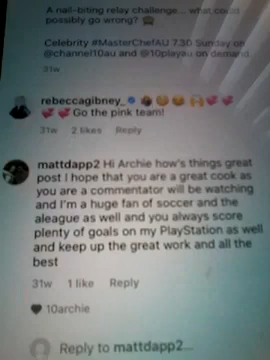 A nail-biting relay challenge... what could
possibly go wrong?
Celebrity #MasterChefAU 7.30 Sunday on
@channel10au and @10playau on demand
31w
rebeccagibney_
Go the pink team!
31w 2 likes Reply
mattdapp2 Hi Archie how's things great
post I hope that you are a great cook as
you are a commentator will be watching
and I'm a huge fan of soccer and the
aleague as well and you always score
plenty of goals on my PlayStation as well
and keep up the great work and all the
best
31w 1 like Reply
10archie
Reply to mattdapp2...